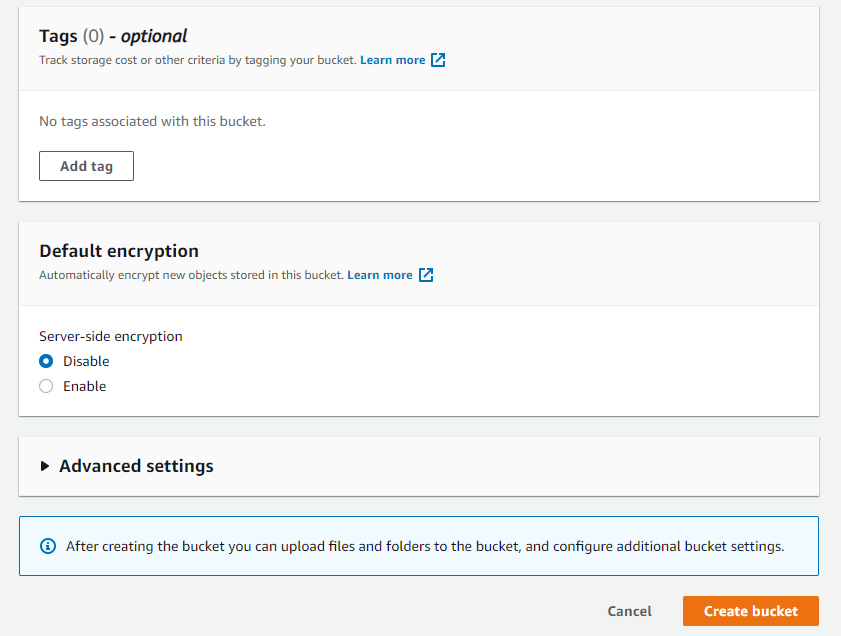 Tags (0) - optional
Track storage cost or other criteria by tagging your bucket. Learn more
No tags associated with this bucket.
Add tag
Default encryption
Automatically encrypt new objects stored in this bucket. Learn more
Server-side encryption
Disable
Enable
Advanced settings
After creating the bucket you can upload files and folders to the bucket, and configure additional bucket settings.
Cancel Create bucket